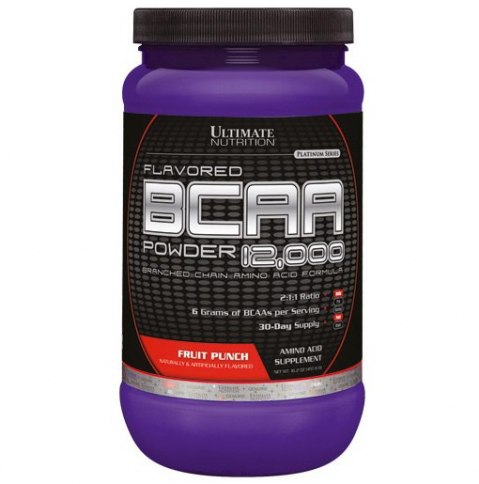 ULTIMATE
NUTRITION
PLATINUM SERIES
FLAVORED
BCAA
POWDER 12,000
BRANCHED CHAIN AMINO ACID FORMULA
2:1:1 Ratio
6 Grams of BCAAs per Serving
30-Day Supply
FRUIT PUNCH
NATURALLY & ARTIFICIALLY FLAVORED
AMINO ACID
SUPPLEMENT